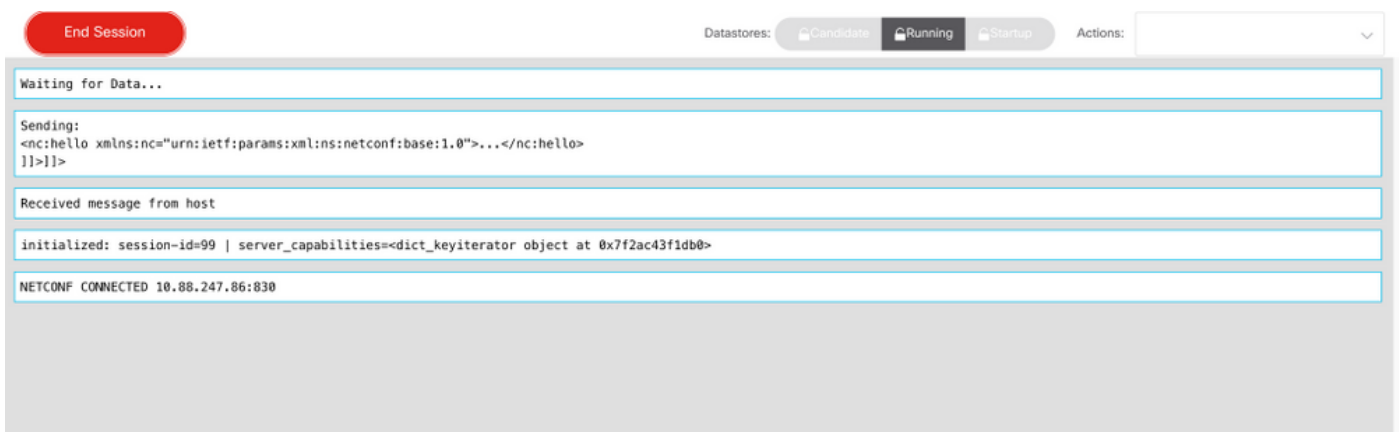 End Session
Datastores: Candidate Running Startup Actions:
Waiting for Data...
Sending:
<nc:hello xmlns:nc="urn:ietf:params:xml:ns:netconf:base:1.0">...</nc:hello>
]]>]]>
Received message from host
initialized: session-id=99 | server_capabilities=<dict_keyiterator object at 0x7f2ac43f1db0>
NETCONF CONNECTED 10.88.247.86:830